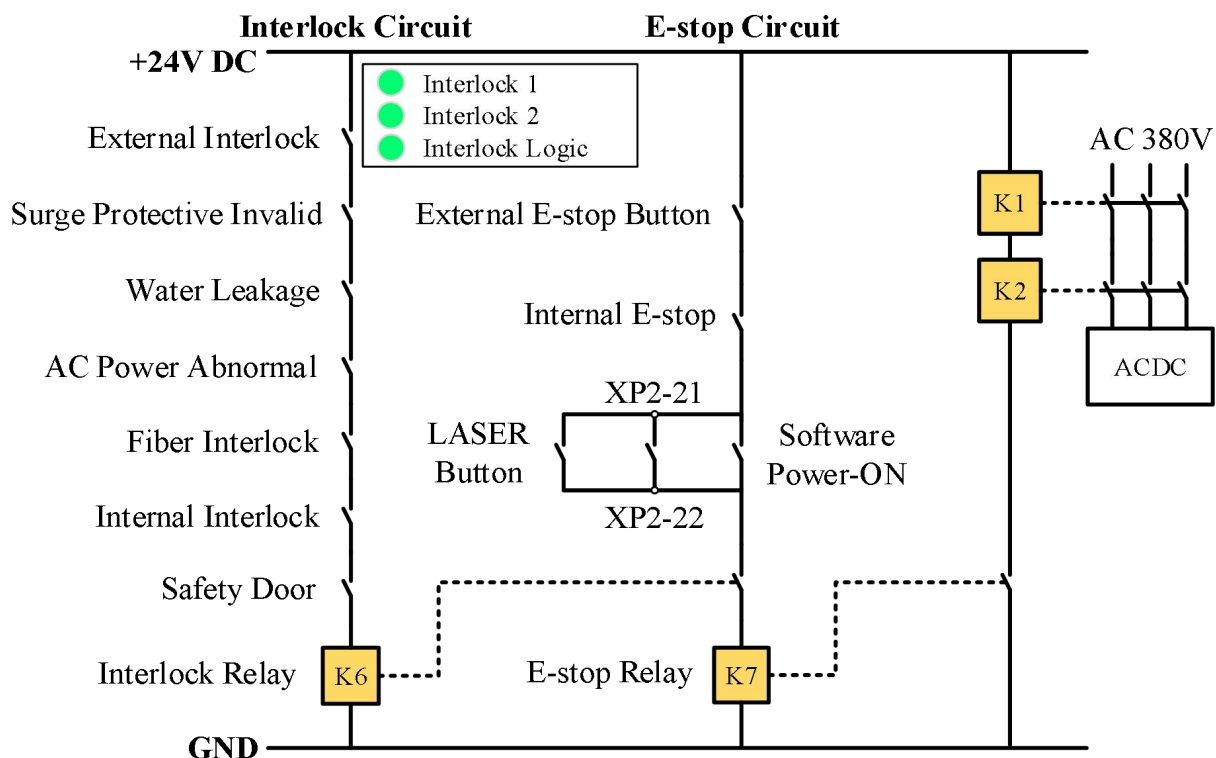 Interlock Circuit
E-stop Circuit
+24V DC
Interlock 1
Interlock 2
Interlock Logic
External Interlock
Surge Protective Invalid
Water Leakage
AC Power Abnormal
Fiber Interlock
Internal Interlock
Safety Door
Interlock Relay
K6
External E-stop Button
Internal E-stop
XP2-21
LASER
Button
Software
Power-ON
XP2-22
E-stop Relay
K7
AC 380V
K1
K2
ACDC
GND